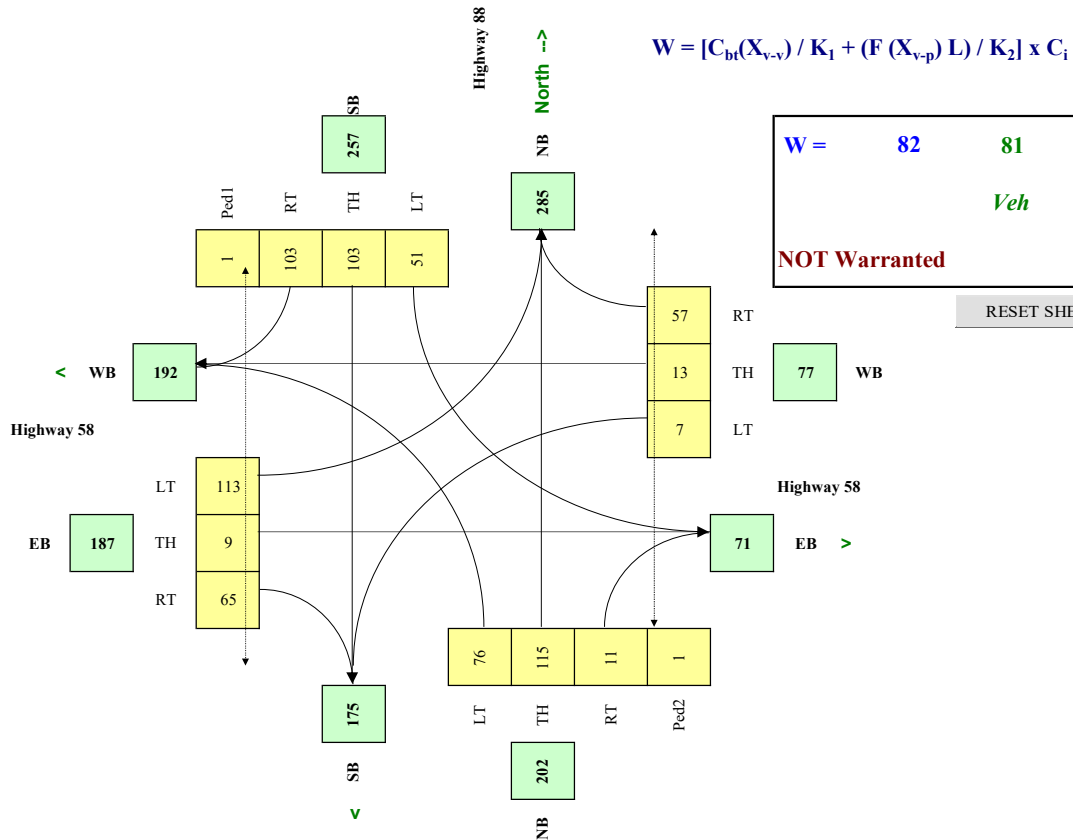 Highway 88
W = [Cbt(Xv-v) / K1 + (F (Xv-p) L) / K2] x Ci
North -->
SB
257
NB
285
W = 82 81
Veh
NOT Warranted
RESET SHE
Ped1 RT TH LT
1 103 103 51
57 RT
13 TH
7 LT
77 WB
< WB 192
Highway 58
Highway 58
LT 113
TH 9
RT 65
EB 187
71 EB >
76 115 11 1
LT TH RT Ped2
175
SB
v
202
NB